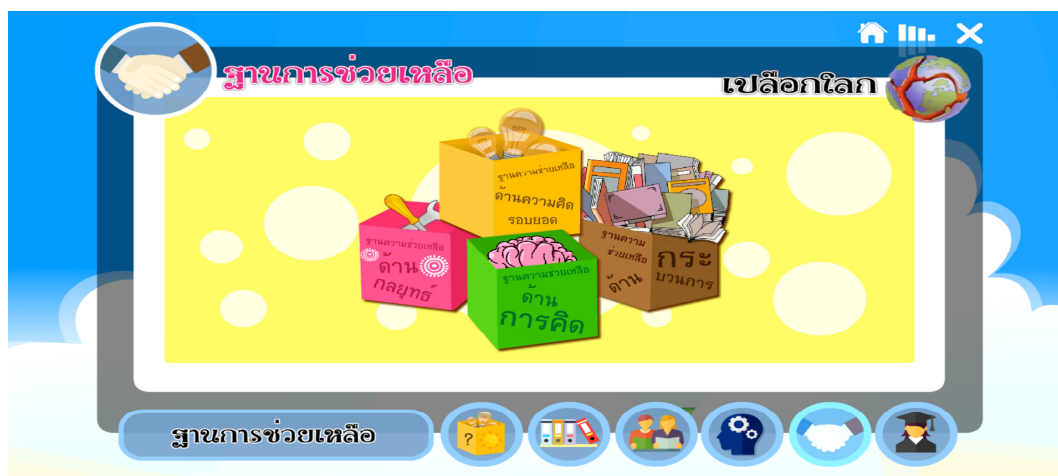 ฐานการช่วยเหลือ
เปลือกโลก
ฐานความช่วยเหลือ
ด้านความคิด
รอบยอด
ฐานความช่วยเหลือ
ด้าน
กลยุทธ์
ฐานความช่วยเหลือ
ด้าน
การคิด
ฐานความ
ช่วยเหลือ
ด้าน
กระ
บวนการ
ฐานการช่วยเหลือ
?